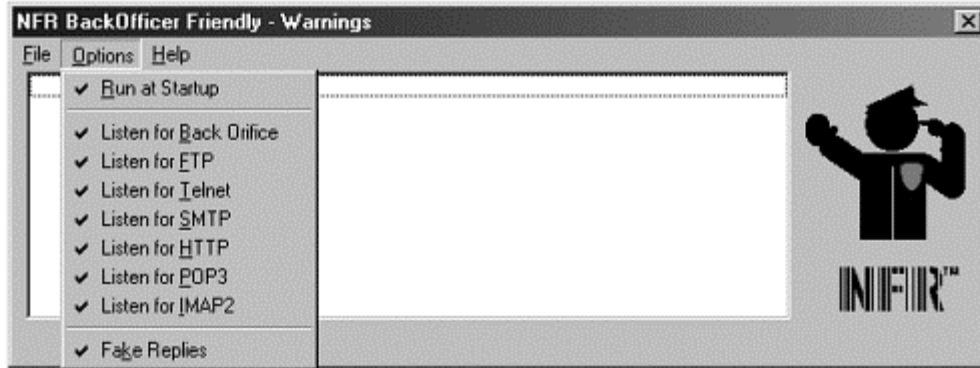 NFR BackOfficer Friendly - Warnings
File Options Help
Run at Startup
Listen for Back Orifice
Listen for FTP
Listen for Telnet
Listen for SMTP
Listen for HTTP
Listen for POP3
Listen for IMAP2
Fake Replies
NFR™